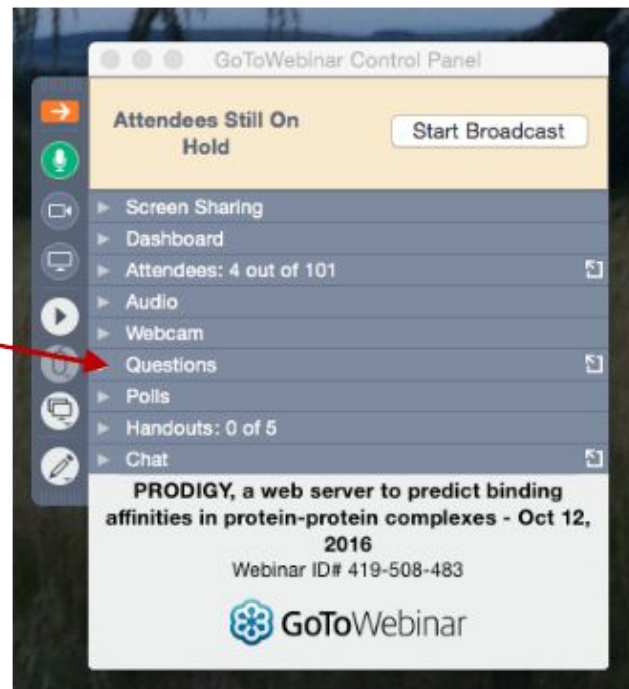 GoToWebinar Control Panel
Attendees Still On
Hold
Start Broadcast
Screen Sharing
Dashboard
Attendees: 4 out of 101
Audio
Webcam
Questions
Polls
Handouts: 0 of 5
Chat
PRODIGY, a web server to predict binding
affinities in protein-protein complexes - Oct 12,
2016
Webinar ID# 419-508-483
GoToWebinar